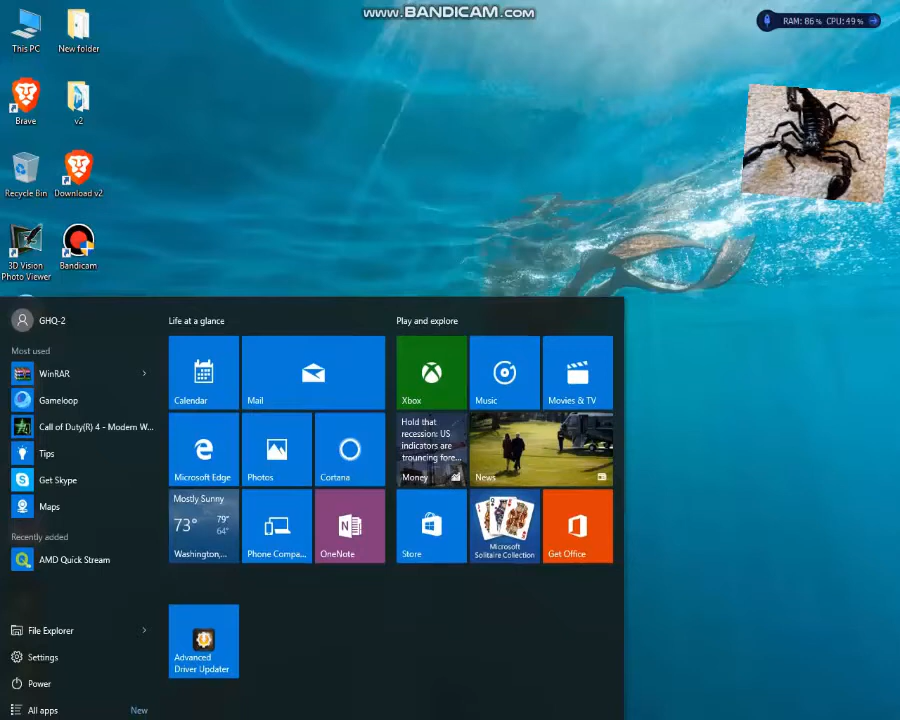 www.BANDICAM.com
RAM: 86% CPU: 49%
This PC
New folder
Brave
v2
Recycle Bin
Download v2
3D Vision
Photo Viewer
Bandicam
GHQ-2
Most used
WinRAR
Gameloop
Call of Duty(R) 4 - Modern W...
Tips
Get Skype
Maps
Recently added
AMD Quick Stream
File Explorer
Settings
Power
All apps
New
Life at a glance
Calendar
Mail
Microsoft Edge
Photos
Cortana
Mostly Sunny
73° 79°
64°
Washington,...
Phone Compa...
OneNote
Advanced
Driver Updater
Play and explore
Xbox
Music
Movies & TV
Hold that
recession: US
indicators are
trouncing fore...
Money
News
Store
Microsoft
Solitaire Collection
Get Office